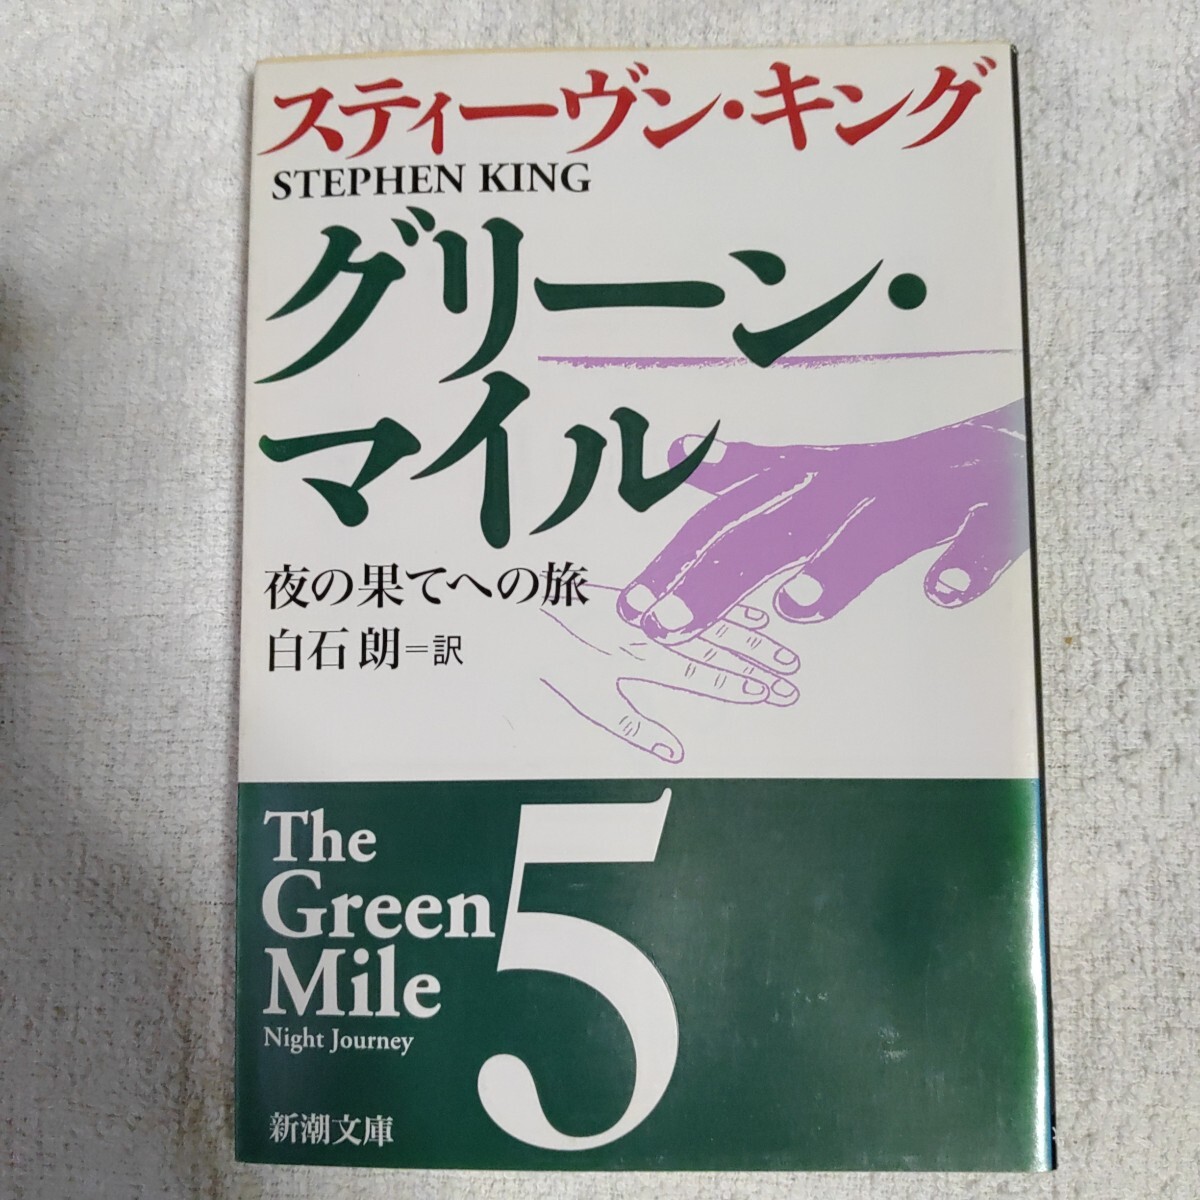 スティーヴン・キング
STEPHEN KING
グリーン・
マイル
夜の果てへの旅
白石 朗＝訳
The
Green
Mile
Night Journey
5
新潮文庫